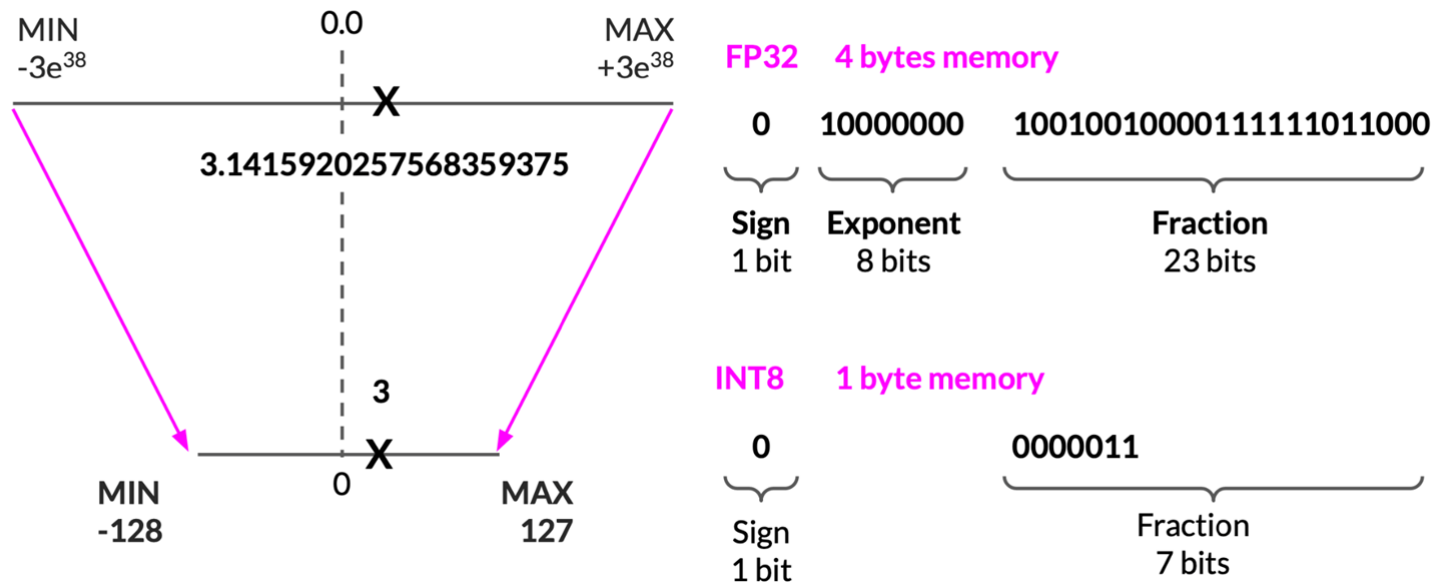 MIN
-3e³⁸
0.0
MAX
+3e³⁸
X
3.1415920257568359375
3
X
0
MIN
-128
MAX
127
FP32 4 bytes memory
0 10000000 10010010000111111011000
Sign Exponent Fraction
1 bit 8 bits 23 bits
INT8 1 byte memory
0 0000011
Sign Fraction
1 bit 7 bits